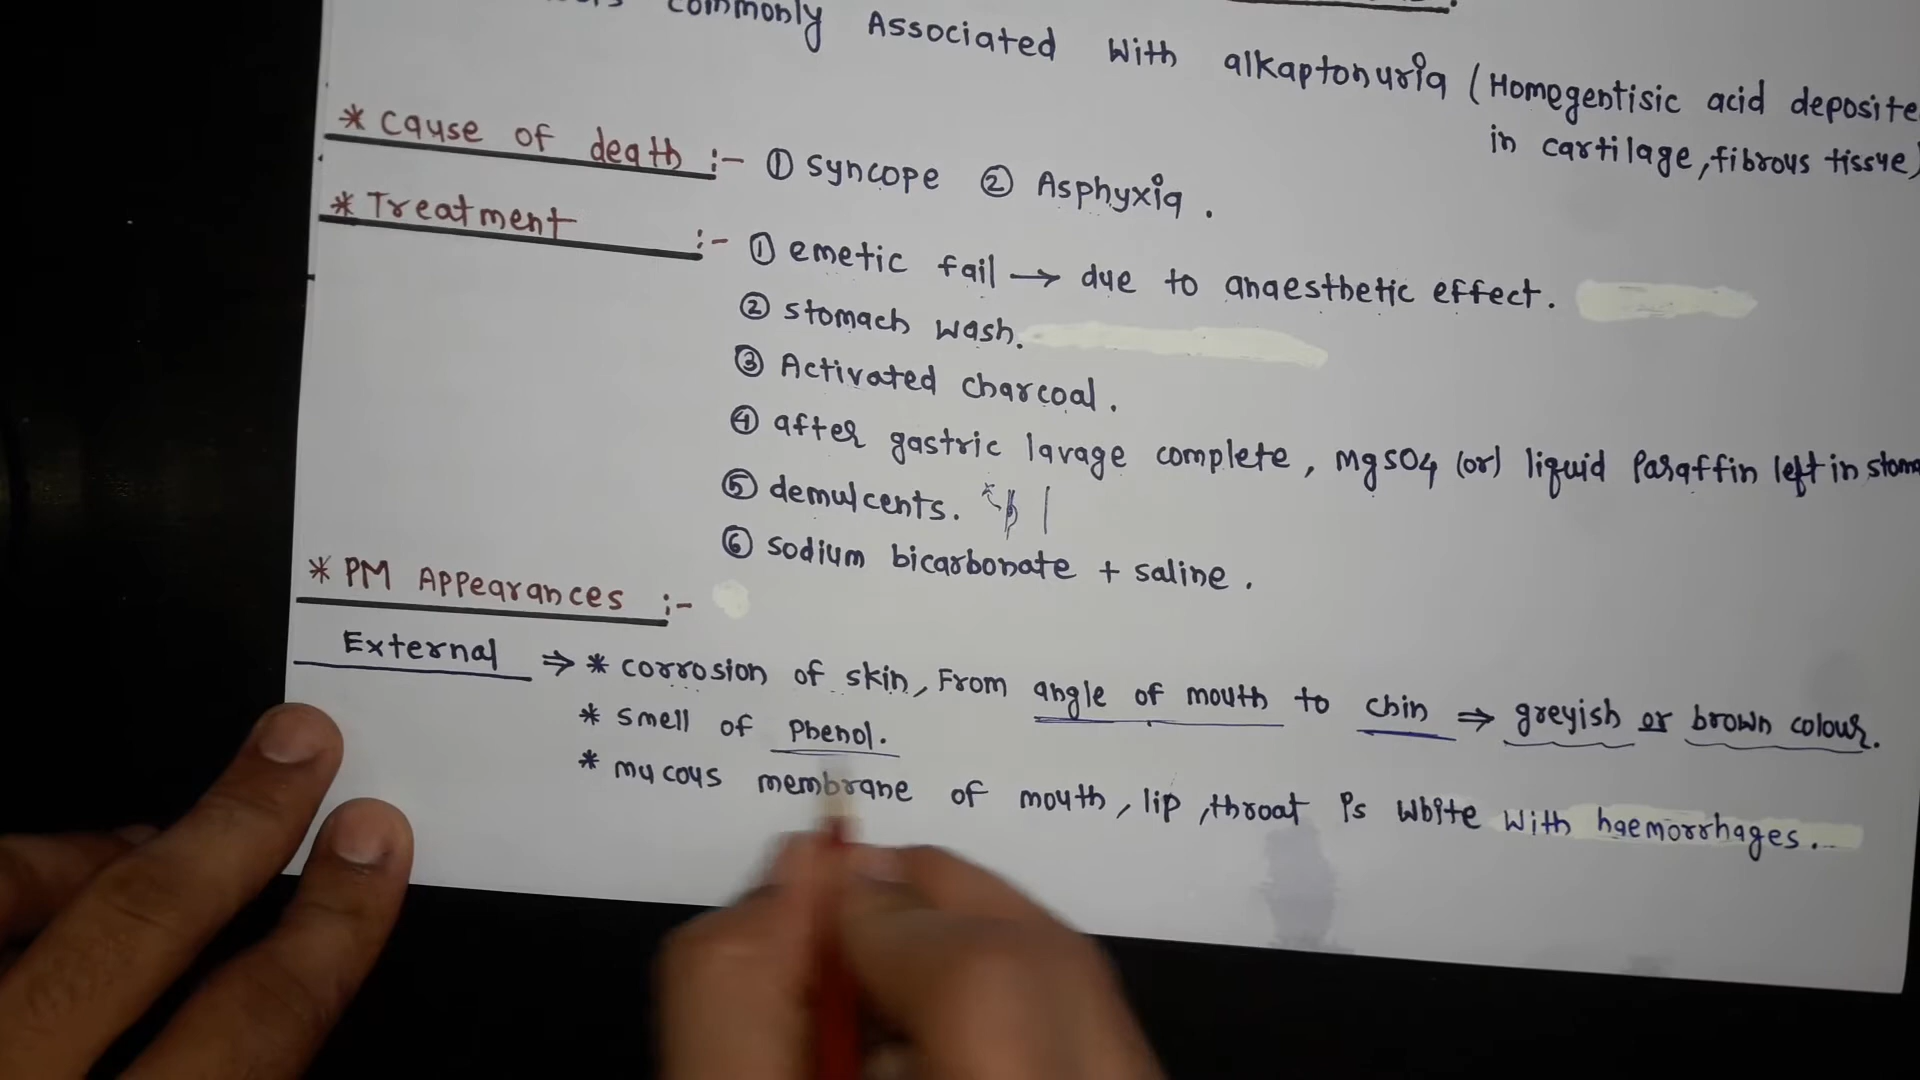 commonly Associated With alkaptonuria (Homogentisic acid deposite
in cartilage, fibrous tissue)
* Cause of death :- ① Syncope ② Asphyxia.
* Treatment :- ① emetic fail → due to anaesthetic effect.
② stomach wash.
③ Activated charcoal.
④ after gastric lavage complete, MgSO4 (or) liquid Paraffin left in stoma
⑤ demulcents.
⑥ sodium bicarbonate + saline.
* PM Appearances :-
External ⇒ * corrosion of skin, From angle of mouth to chin ⇒ greyish or brown colour.
* smell of Phenol.
* mucous membrane of mouth, lip, throat is white with haemorrhages.